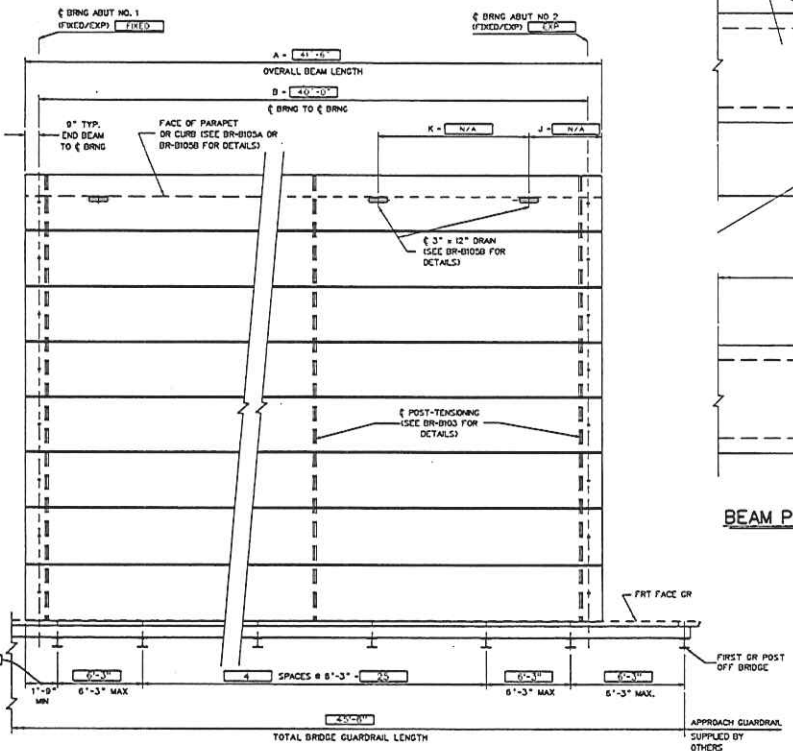 ℄ BRNG ABUT NO. 1
(FIXED/EXP) FIXED
℄ BRNG ABUT NO 2
(FIXED/EXP) EXP
A = 41'-6"
OVERALL BEAM LENGTH
B = 40'-0"
℄ BRNG TO ℄ BRNG
9" TYP.
END BEAM
TO ℄ BRNG
FACE OF PARAPET
OR CURB (SEE BR-B105A OR
BR-B105B FOR DETAILS)
K = N/A
J = N/A
℄ 3" x 12" DRAIN
(SEE BR-B105B FOR
DETAILS)
℄ POST-TENSIONING
(SEE BR-B103 FOR
DETAILS)
BEAM P
FRT FACE GR
FIRST GR POST
OFF BRIDGE
1'-9"
MIN
6'-3"
6'-3" MAX
4 SPACES @ 6'-3" = 25
6'-3"
6'-3" MAX
6'-3"
6'-3" MAX.
45'-6"
TOTAL BRIDGE GUARDRAIL LENGTH
APPROACH GUARDRAIL
SUPPLIED BY
OTHERS